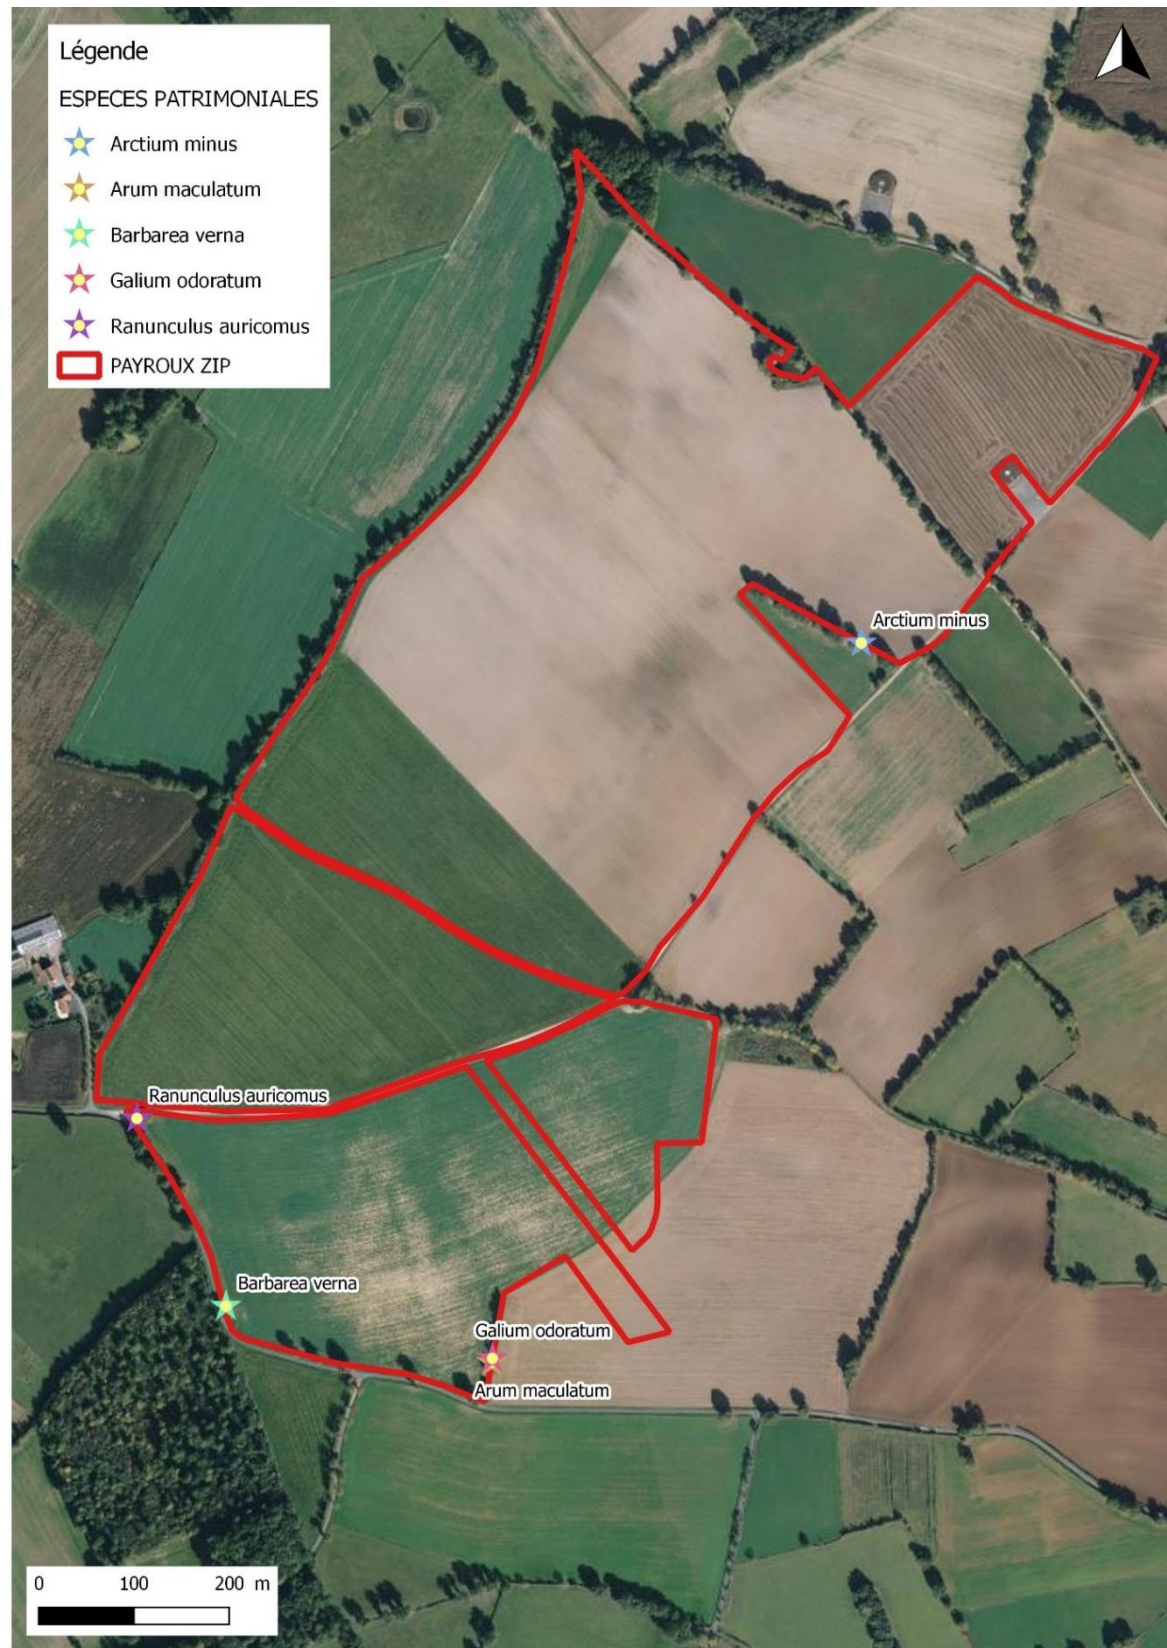 Légende
ESPECES PATRIMONIALES
Arctium minus
Arum maculatum
Barbarea verna
Galium odoratum
Ranunculus auricomus
PAYROUX ZIP
Arctium minus
Ranunculus auricomus
Barbarea verna
Galium odoratum
Arum maculatum
0 100 200 m